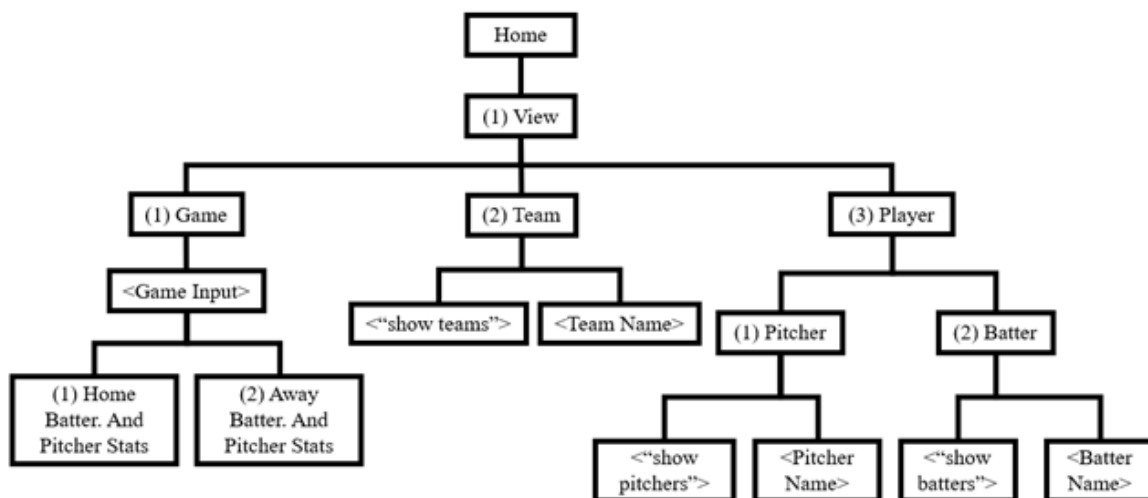 Home
(1) View
(1) Game
(2) Team
(3) Player
<Game Input>
<“show teams”>
<Team Name>
(1) Pitcher
(2) Batter
(1) Home
Batter. And
Pitcher Stats
(2) Away
Batter. And
Pitcher Stats
<“show
pitchers”>
<Pitcher
Name>
<“show
batters”>
<Batter
Name>